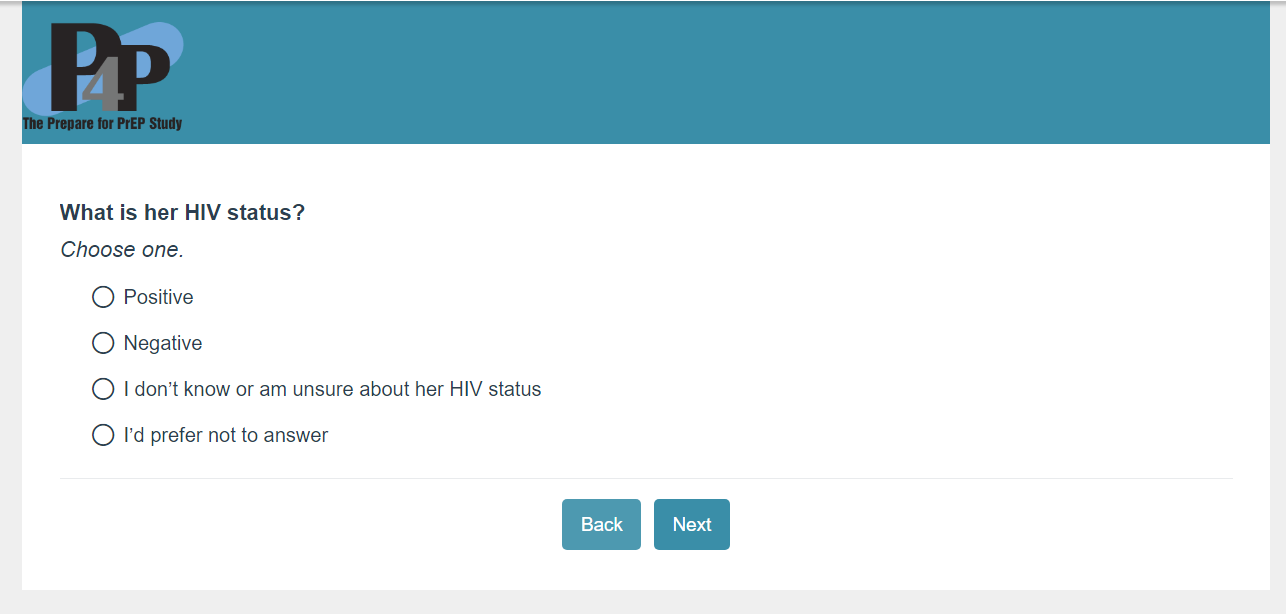 P4P
The Prepare for PrEP Study
What is her HIV status?
Choose one.
Positive
Negative
I don’t know or am unsure about her HIV status
I’d prefer not to answer
Back Next